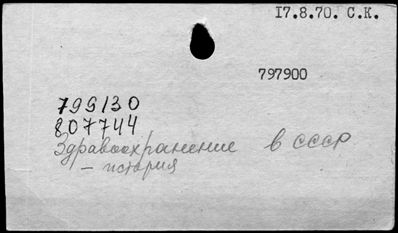 17.8.70. С.К.
797900
799130
807744
Здравоохранение в СССР
- история